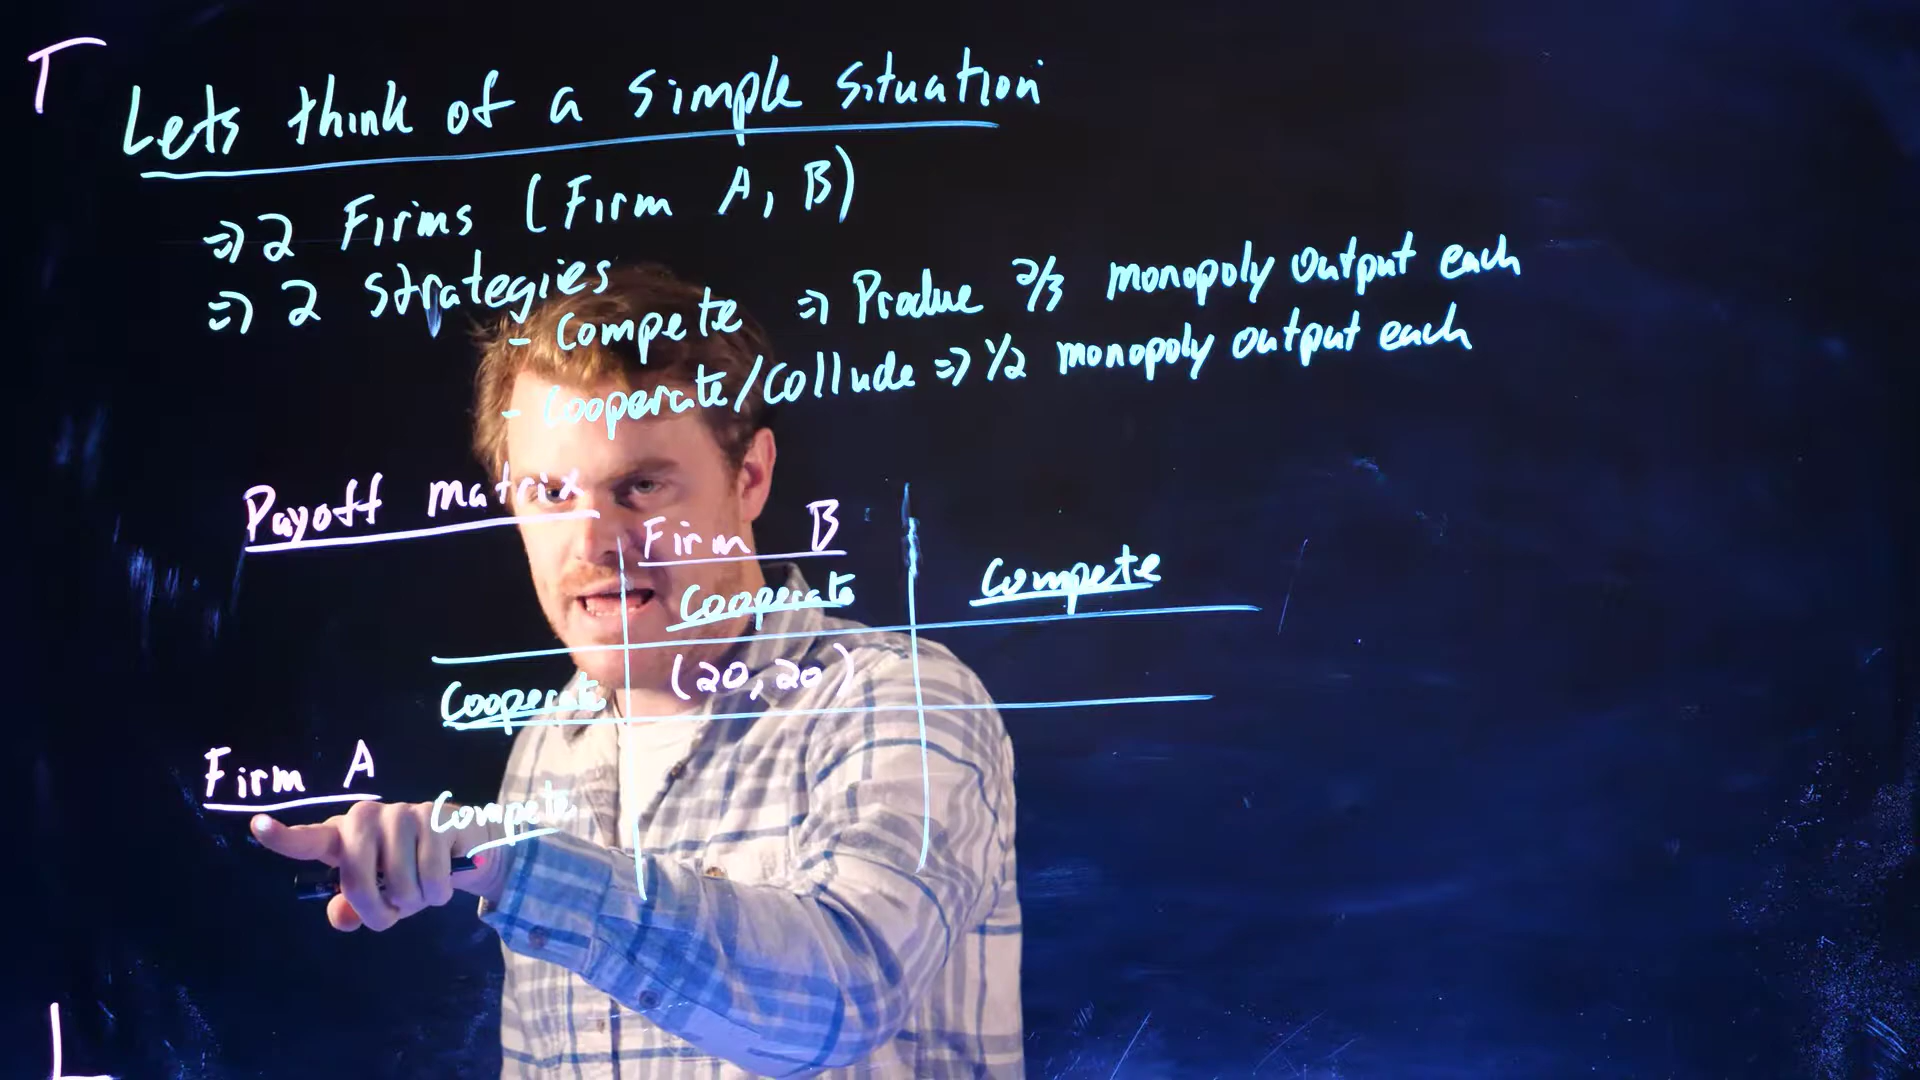 Lets think of a simple situation
⇒ 2 Firms (Firm A, B)
⇒ 2 Strategies
- Compete ⇒ Produe 2/3 monopoly output each
- Cooperate/Collude ⇒ 1/2 monopoly output each
Payoff matrix
Firm B
Cooperate Compete
Cooperate (20, 20)
Firm A
Compete